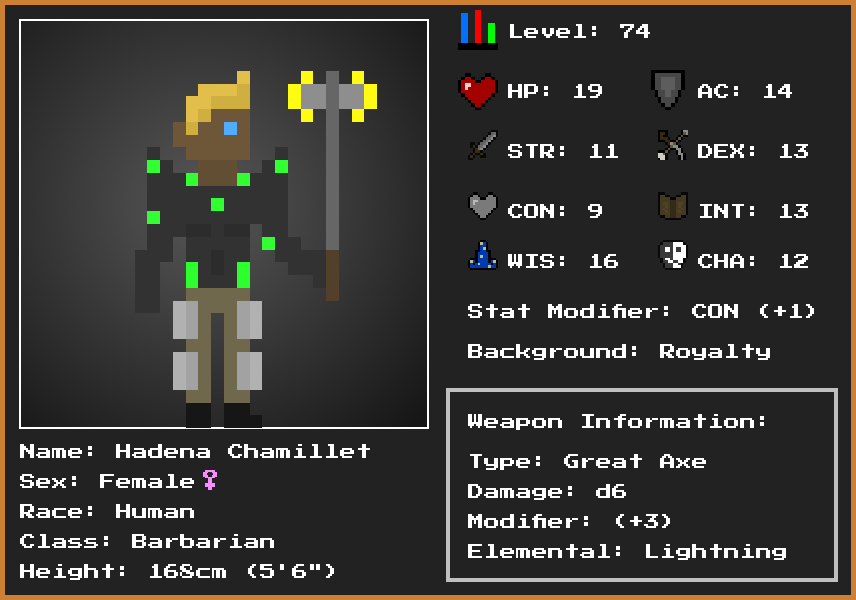 Level: 74
HP: 19
AC: 14
STR: 11
DEX: 13
CON: 9
INT: 13
WIS: 16
CHA: 12
Stat Modifier: CON (+1)
Background: Royalty
Weapon Information:
Type: Great Axe
Damage: d6
Modifier: (+3)
Elemental: Lightning
Name: Hadena Chamillet
Sex: Female♀
Race: Human
Class: Barbarian
Height: 168cm (5'6")